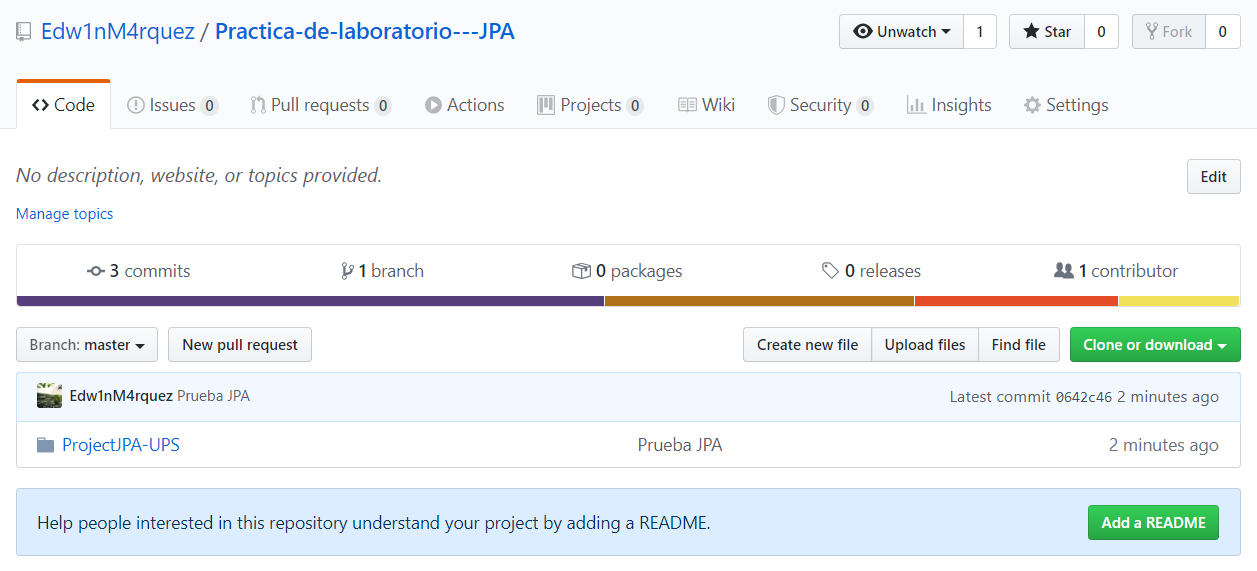 Edw1nM4rquez / Practica-de-laboratorio---JPA
Unwatch 1 Star 0 Fork 0
Code Issues 0 Pull requests 0 Actions Projects 0 Wiki Security 0 Insights Settings
No description, website, or topics provided. Edit
Manage topics
3 commits 1 branch 0 packages 0 releases 1 contributor
Branch: master New pull request Create new file Upload files Find file Clone or download
Edw1nM4rquez Prueba JPA Latest commit 0642c46 2 minutes ago
ProjectJPA-UPS Prueba JPA 2 minutes ago
Help people interested in this repository understand your project by adding a README. Add a README